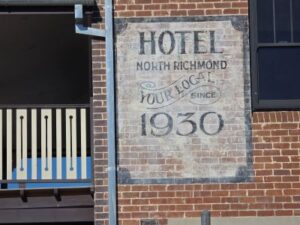 HOTEL
NORTH RICHMOND
YOUR LOCAL
SINCE
1930